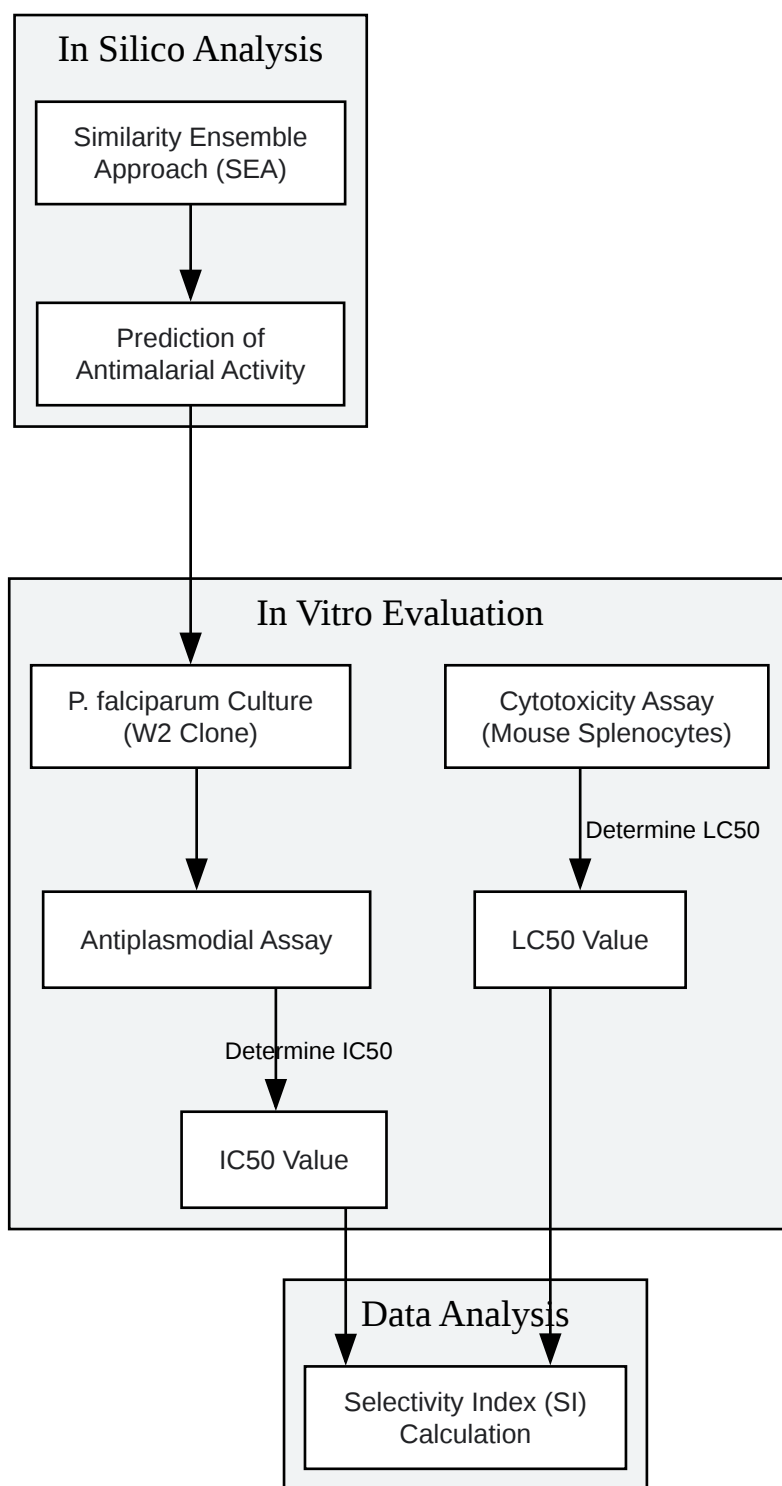 In Silico Analysis
Similarity Ensemble
Approach (SEA)
Prediction of
Antimalarial Activity
In Vitro Evaluation
P. falciparum Culture
(W2 Clone)
Cytotoxicity Assay
(Mouse Splenocytes)
Determine LC50
Antiplasmodial Assay
LC50 Value
Determine IC50
IC50 Value
Data Analysis
Selectivity Index (SI)
Calculation